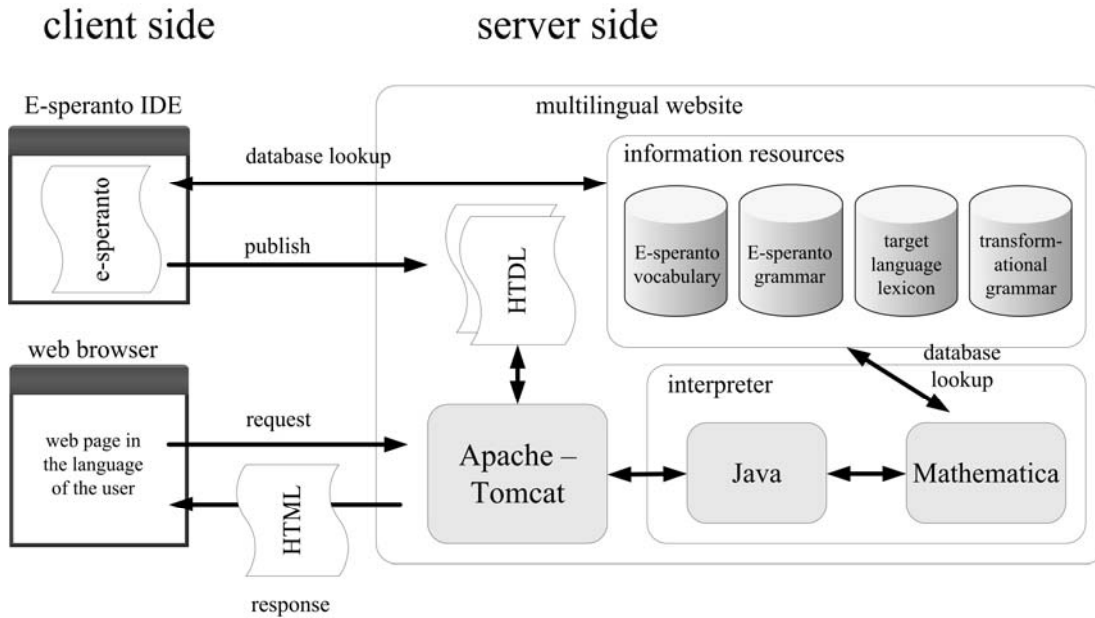 client side
server side
E-speranto IDE
multilingual website
e-speranto
database lookup
publish
HTDL
information resources
E-speranto
vocabulary
E-speranto
grammar
target
language
lexicon
transform-
ational
grammar
web browser
web page in
the language
of the user
request
HTML
response
Apache –
Tomcat
interpreter
database
lookup
Java
Mathematica